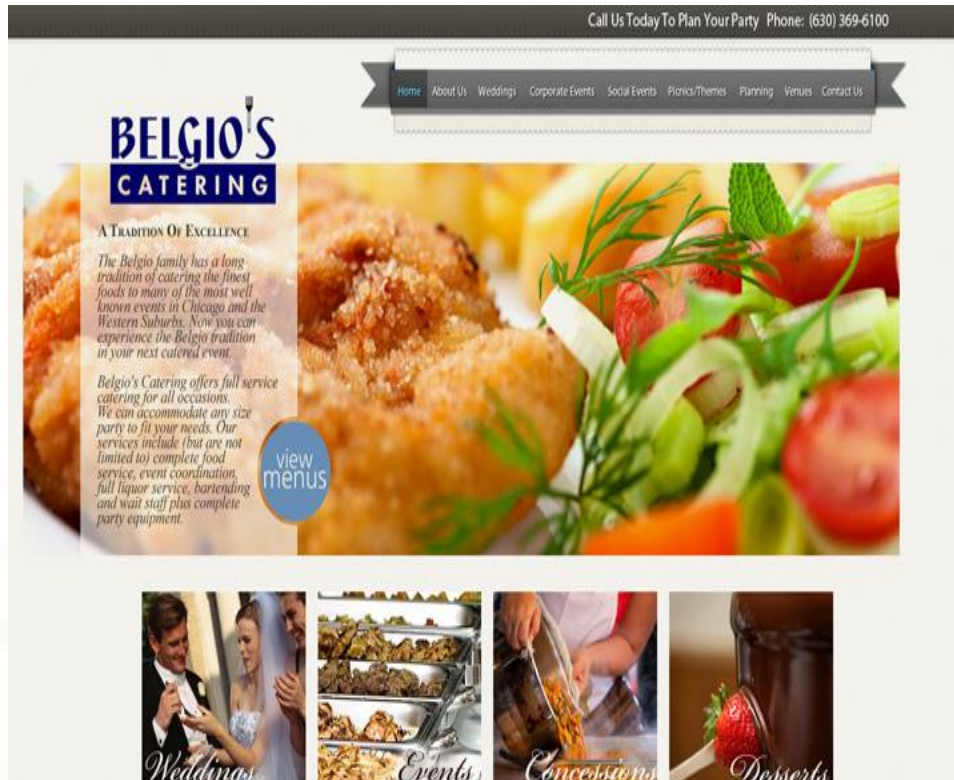 Call Us Today To Plan Your Party Phone: (630) 369-6100
Home About Us Weddings Corporate Events Social Events Picnics/Themes Planning Venues Contact Us
BELGIO'S
CATERING
A TRADITION OF EXCELLENCE
The Belgio family has a long
tradition of catering the finest
foods to many of the most well
known events in Chicago and the
Western Suburbs. Now you can
experience the Belgio tradition
in your next catered event.
Belgio's Catering offers full service
catering for all occasions.
We can accommodate any size
party to fit your needs. Our
services include (but are not
limited to) complete food
service, event coordination,
full liquor service, bartending
and wait staff plus complete
party equipment.
view
menus
Weddings
Events
Concessions
Desserts